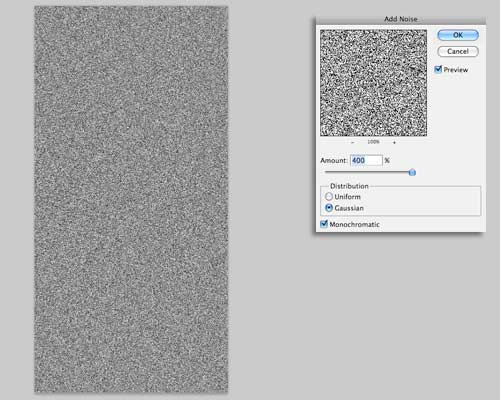 Add Noise
OK
Cancel
Preview
− 100% +
Amount: 400 %
Distribution
Uniform
Gaussian
Monochromatic